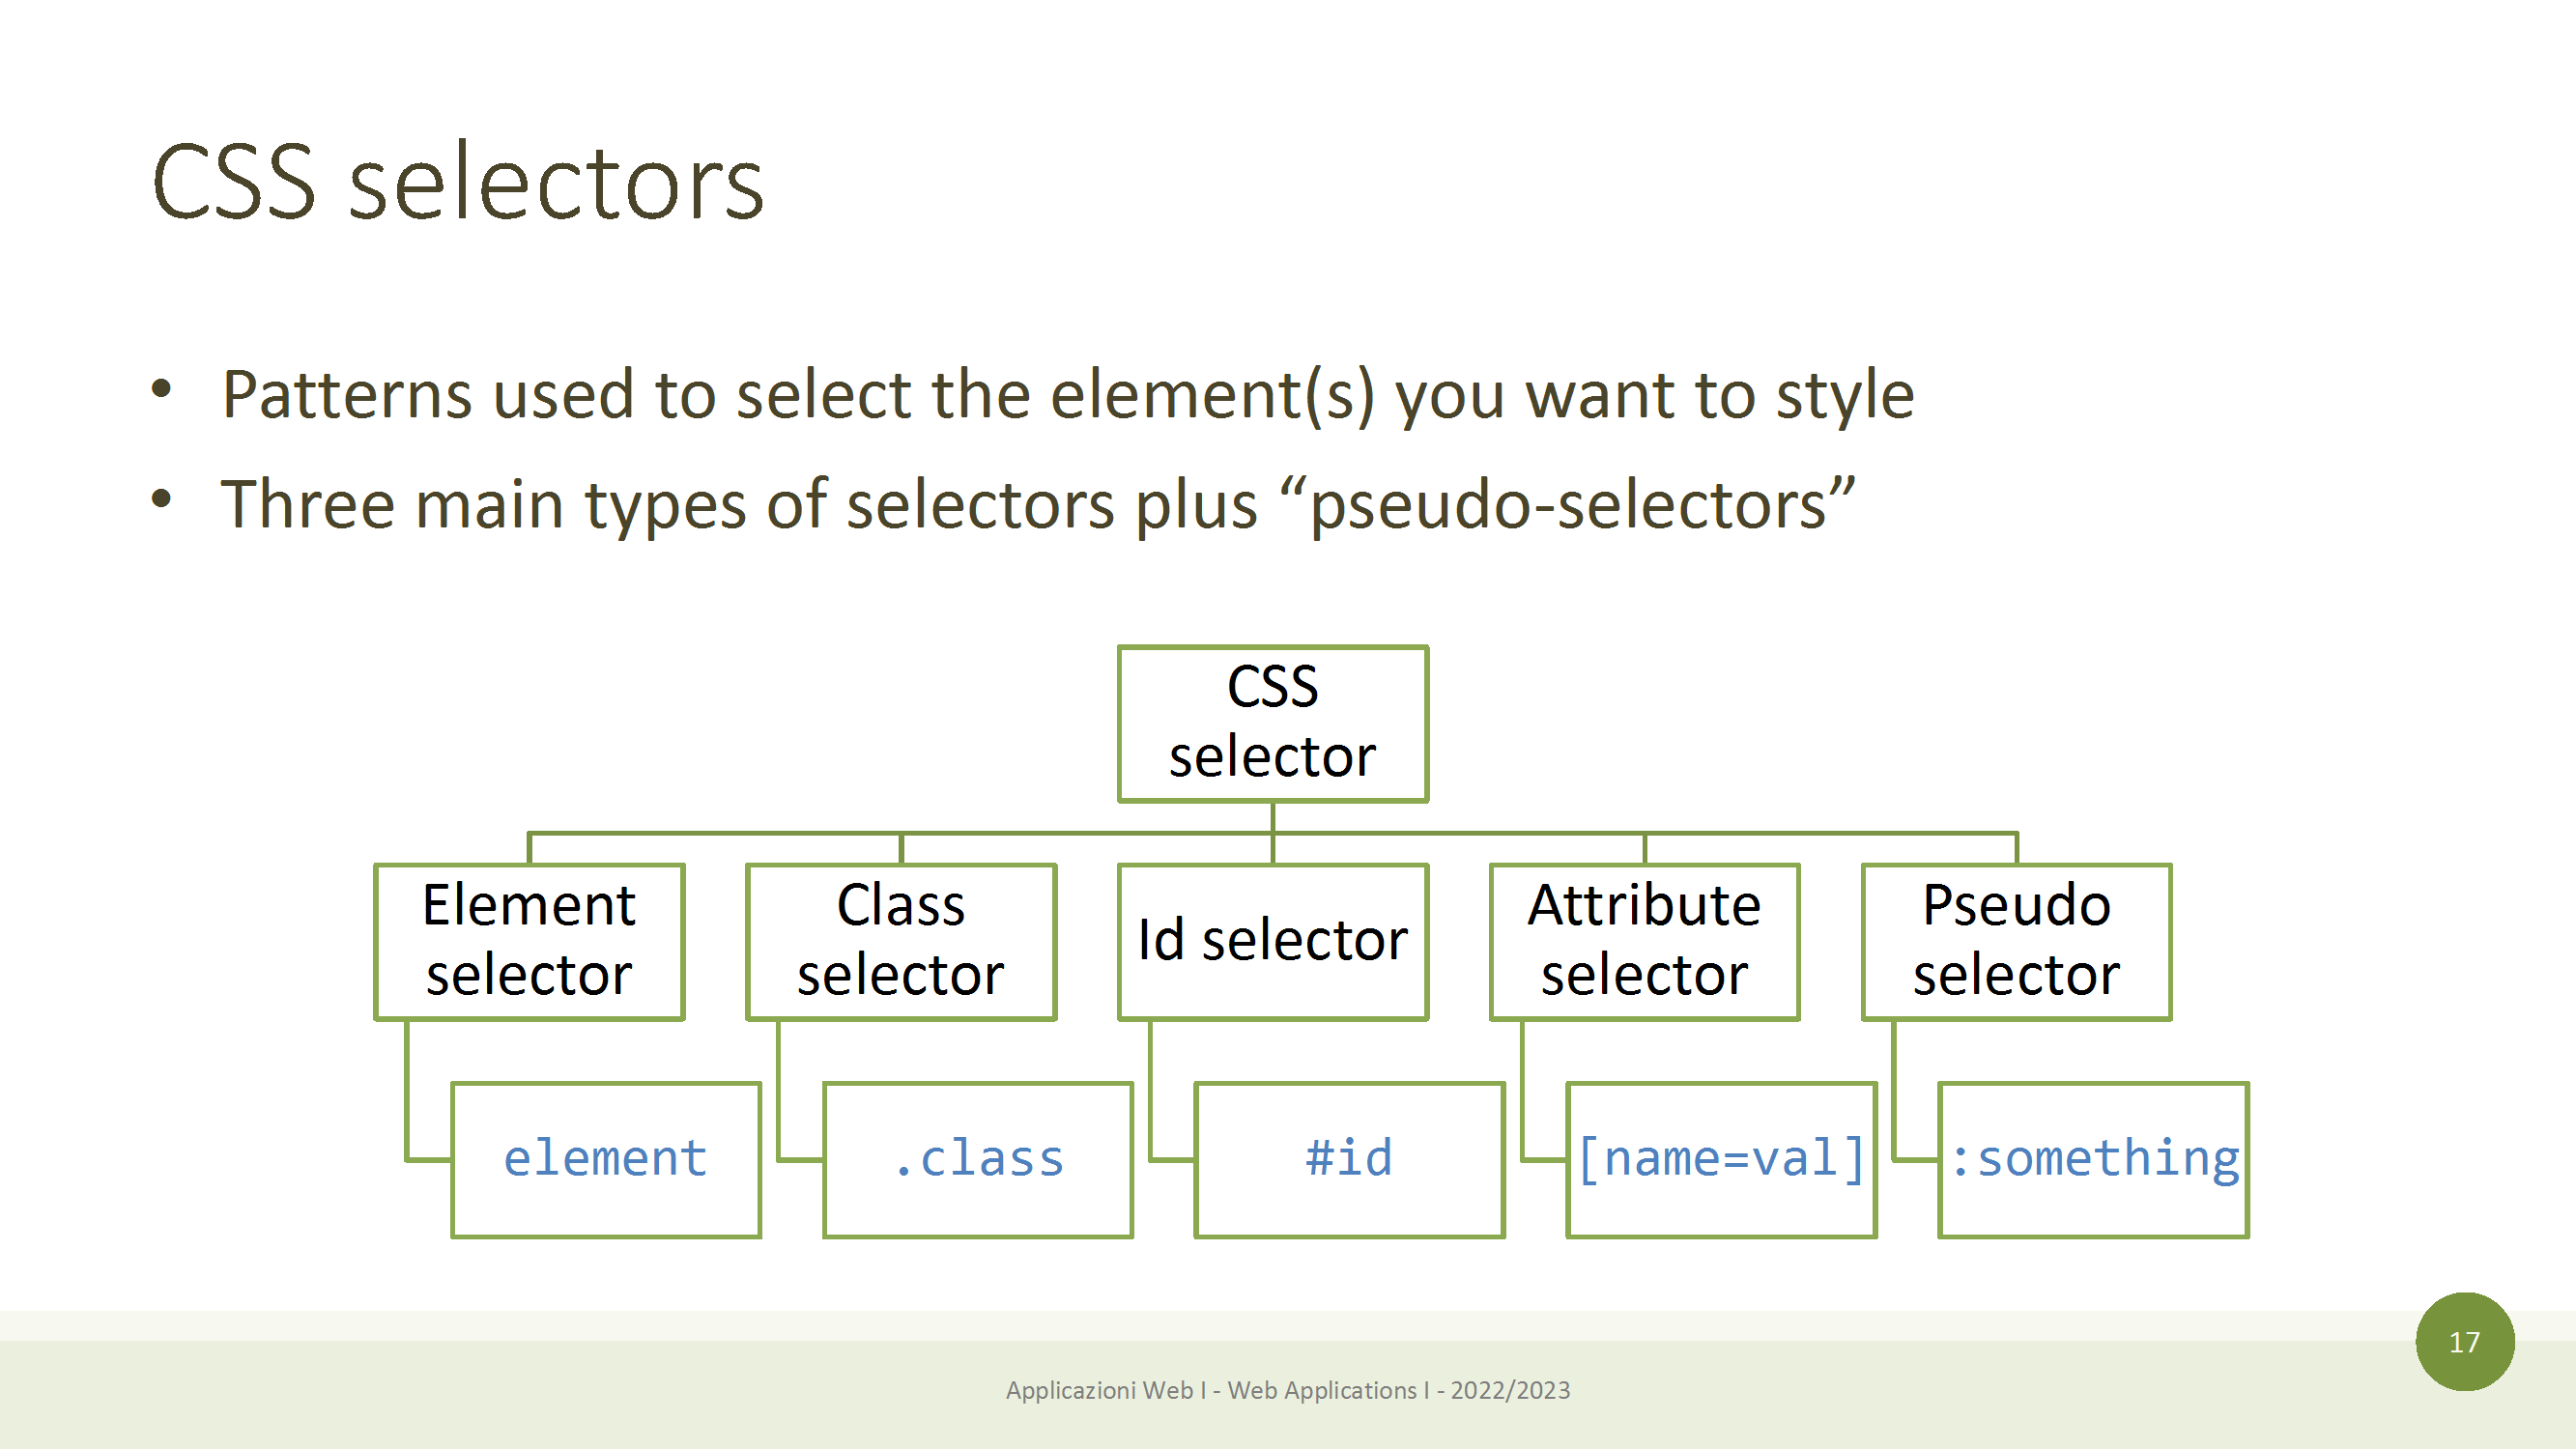 CSS selectors
• Patterns used to select the element(s) you want to style
• Three main types of selectors plus “pseudo-selectors”
CSS
selector
Element
selector
Class
selector
Id selector
Attribute
selector
Pseudo
selector
element
.class
#id
[name=val]
:something
17
Applicazioni Web I - Web Applications I - 2022/2023